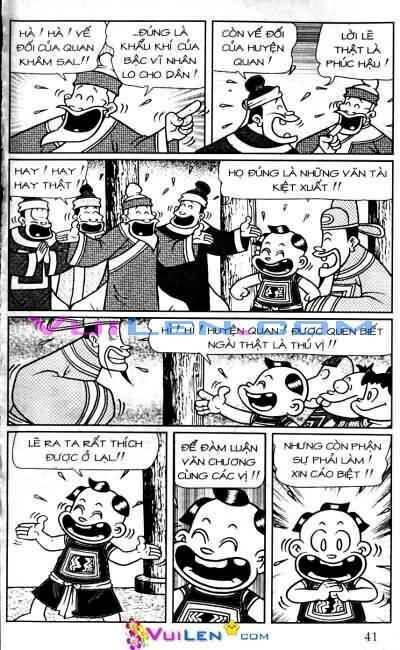 HÀ ! HÀ ! VẾ
ĐỐI CỦA QUAN
KHÂM SAI !!
...ĐÚNG LÀ
KHẨU KHÍ CỦA
BẬC VĨ NHÂN
LO CHO DÂN!
CÒN VẾ ĐỐI
CỦA HUYỆN
QUAN !
LỜI LẼ
THẬT LÀ
PHÚC HẬU !
HAY ! HAY !
HAY THẬT !!
HỌ ĐÚNG LÀ NHỮNG VĂN TÀI
KIỆT XUẤT !!
HI ! HI ! HUYỆN QUAN ! ĐƯỢC QUEN BIẾT
NGÀI THẬT LÀ THÚ VỊ !!
VUILEN.COM
LẼ RA TA RẤT THÍCH
ĐƯỢC Ở LẠI...
ĐỂ ĐÀM LUẬN
VĂN CHƯƠNG
CÙNG CÁC VỊ !!
NHƯNG CÒN PHẬN
SỰ PHẢI LÀM !
XIN CÁO BIỆT !!
41
VUILEN.COM